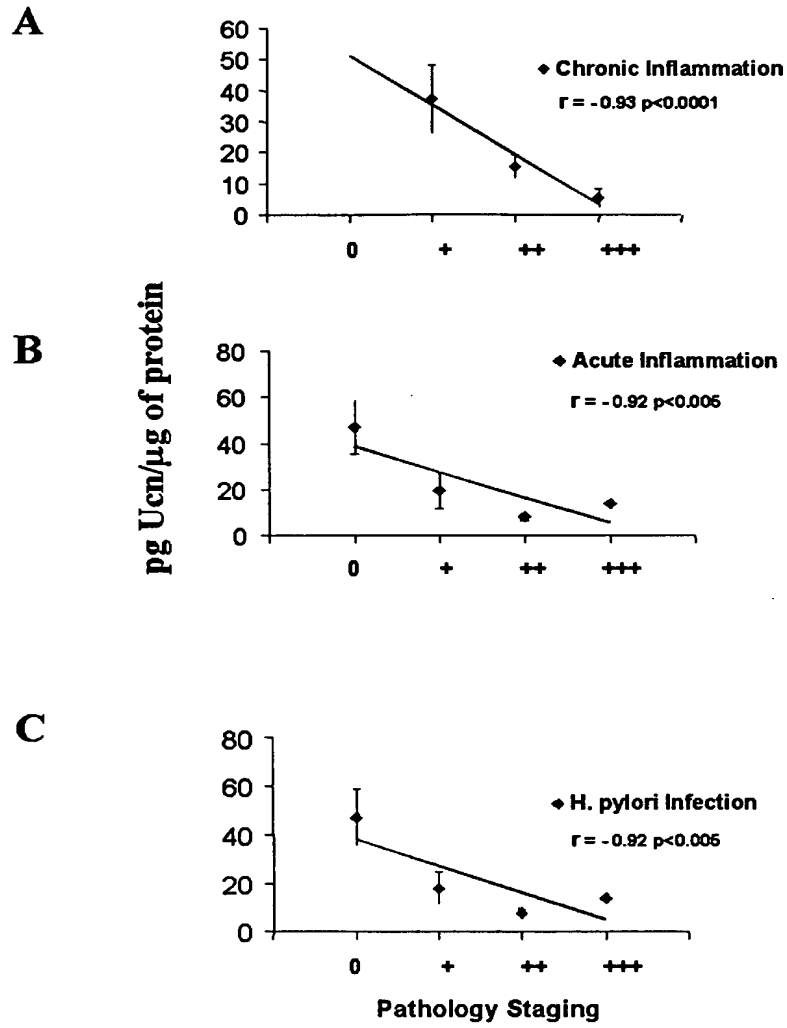 A
60
50
40
30
20
10
0
Chronic Inflammation
r = -0.93 p<0.0001
0 + ++ +++
pg Ucn/μg of protein
B
80
60
40
20
0
Acute Inflammation
r = -0.92 p<0.005
0 + ++ +++
C
80
60
40
20
0
H. pylori Infection
r = -0.92 p<0.005
0 + ++ +++
Pathology Staging